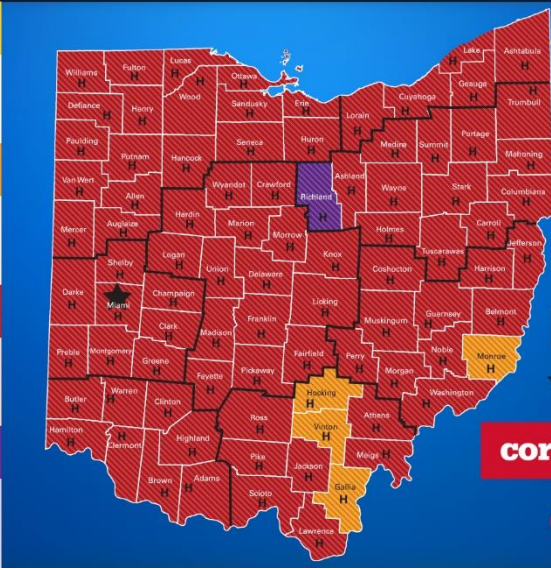 Williams H
Fulton H
Lucas H
H Wood
Ottawa H
Lake H
Ashtabula H
Defiance H
Henry H
Sandusky H
Erie H
Lorain H
Cuyahoga H
Geauga H
Trumbull H
Paulding H
Putnam H
Hancock H
Seneca H
Huron H
Medina H
Summit H
Portage H
Mahoning H
Van Wert H
Allen H
Wyandot H
Crawford H
Richland H
Ashland H
Wayne H
Stark H
Columbiana H
Mercer H
Auglaize H
Hardin H
Marion H
Morrow H
Holmes H
Tuscarawas H
Carroll H
Jefferson H
Shelby H
Logan H
Union H
Delaware H
Knox H
Coshocton H
Harrison H
Darke H
Miami H
Champaign H
Clark H
Madison H
Franklin H
Licking H
Muskingum H
Guernsey H
Belmont H
Preble H
Montgomery H
Greene H
Fayette H
Pickaway H
Fairfield H
Perry H
Morgan H
Noble H
Monroe H
Butler H
Warren H
Clinton H
Ross H
Hocking H
Athens H
Washington H
Hamilton H
Clermont H
Highland H
Vinton H
Meigs H
Brown H
Adams H
Pike H
Jackson H
Gallia H
Scioto H
Lawrence H
cor